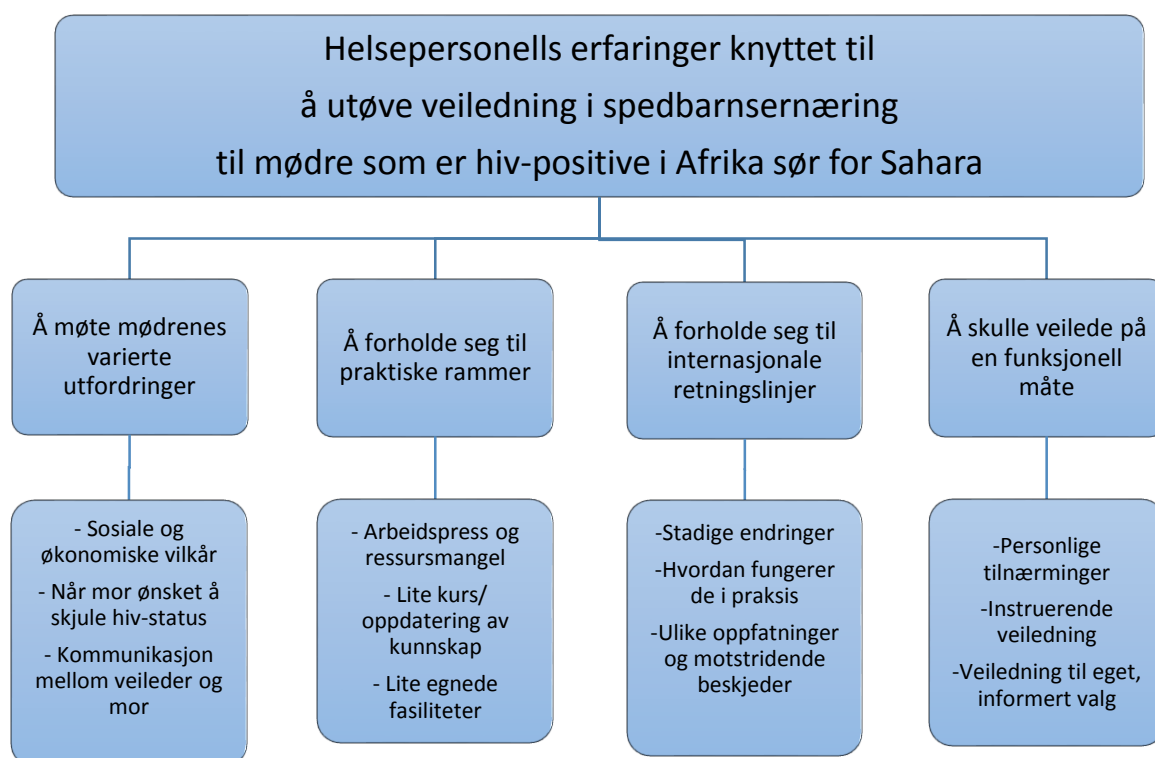 Helsepersonells erfaringer knyttet til
å utøve veiledning i spedbarnsernæring
til mødre som er hiv-positive i Afrika sør for Sahara
Å møte mødrenes
varierte
utfordringer
Å forholde seg til
praktiske rammer
Å forholde seg til
internasjonale
retningslinjer
Å skulle veilede på
en funksjonell
måte
- Sosiale og
økonomiske vilkår
- Når mor ønsket å
skjule hiv-status
- Kommunikasjon
mellom veileder og
mor
- Arbeidspress og
ressursmangel
- Lite kurs/
oppdatering av
kunnskap
- Lite egnede
fasiliteter
-Stadige endringer
-Hvordan fungerer
de i praksis
-Ulike oppfatninger
og motstridende
beskjeder
-Personlige
tilnærminger
-Instruerende
veiledning
-Veiledning til eget,
informert valg